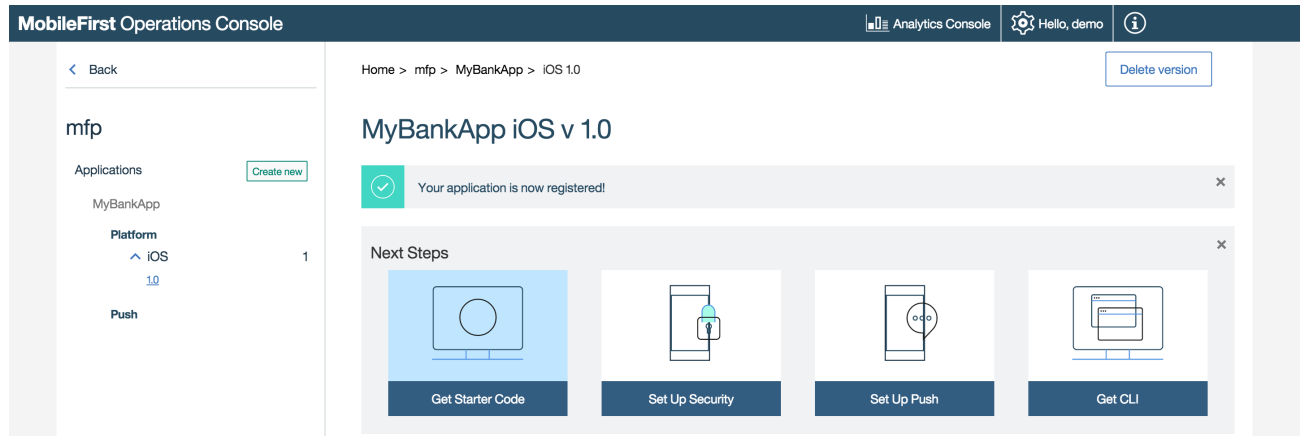 MobileFirst Operations Console
Analytics Console
Hello, demo
Back
mfp
Applications
Create new
MyBankApp
Platform
iOS 1
1.0
Push
Home > mfp > MyBankApp > iOS 1.0
Delete version
MyBankApp iOS v 1.0
Your application is now registered!
Next Steps
Get Starter Code
Set Up Security
Set Up Push
Get CLI